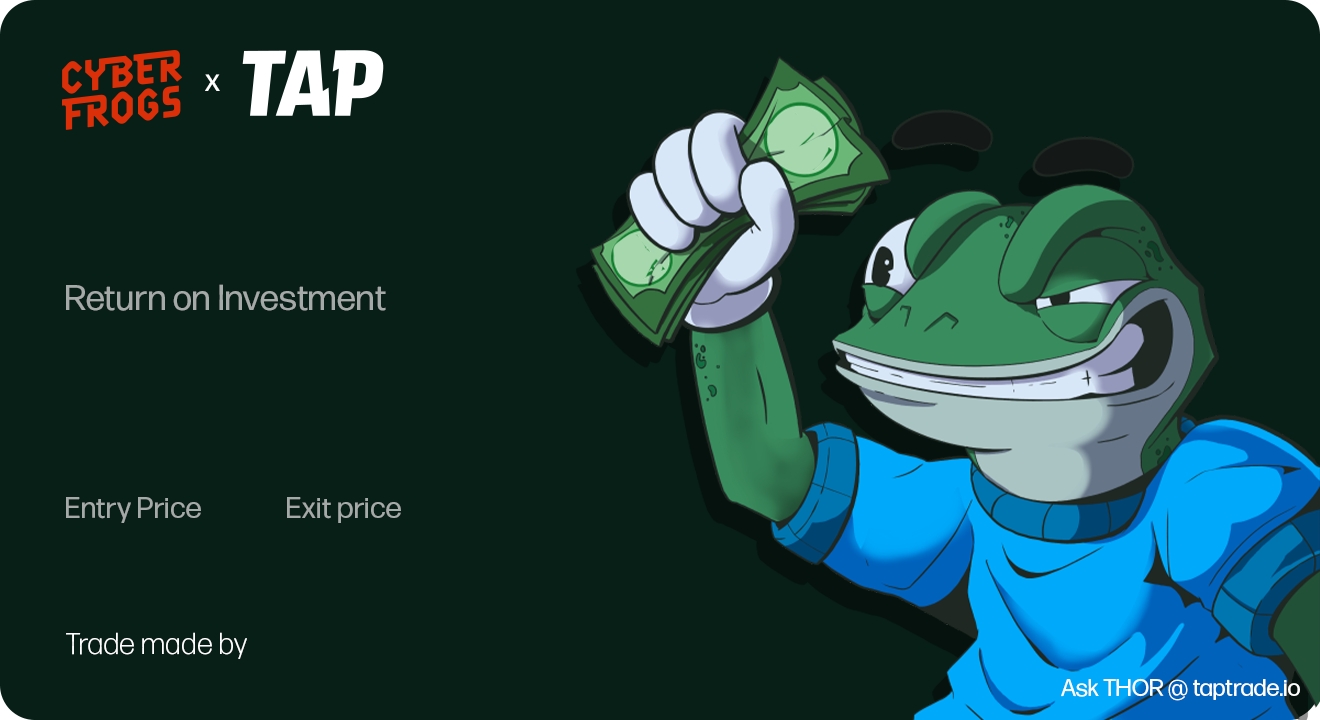 CYBER FROGS x TAP
Return on Investment
Entry Price Exit price
Trade made by
Ask THOR @ taptrade.io